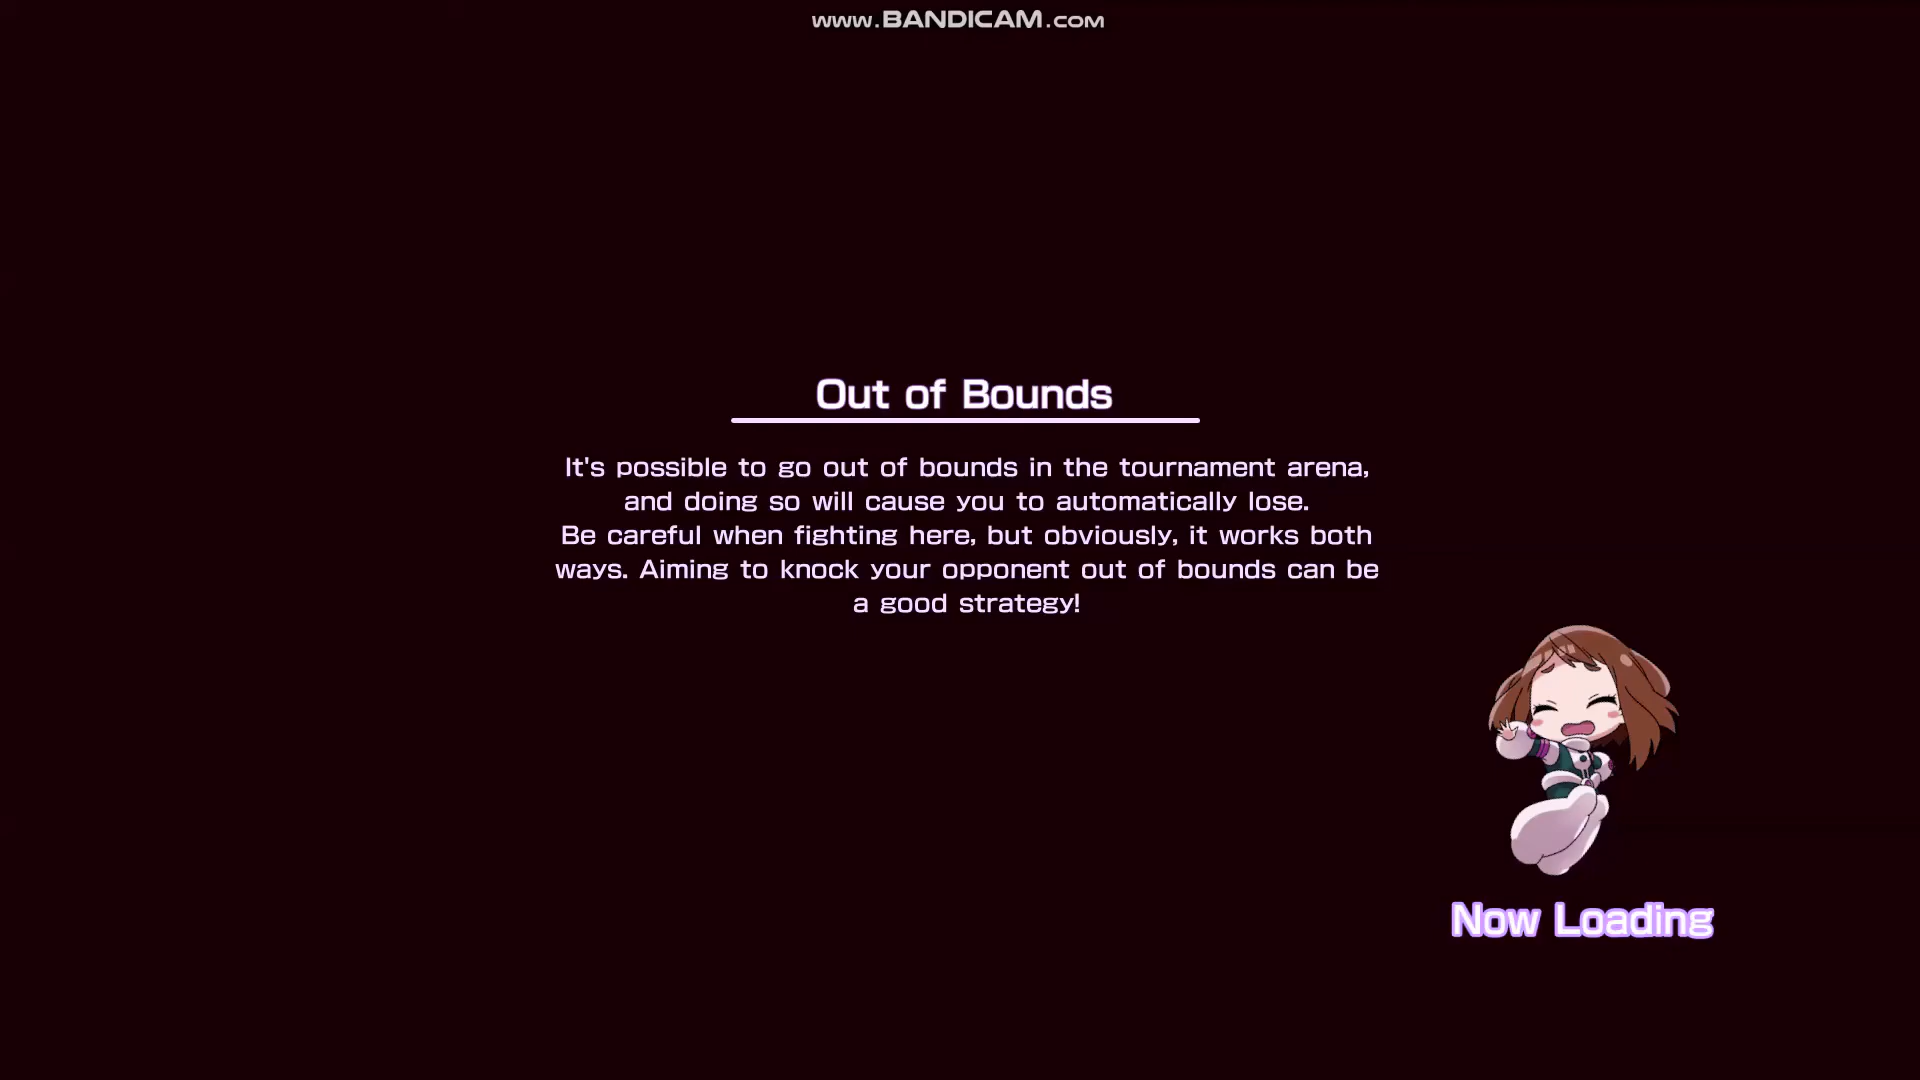 www.BANDICAM.com
Out of Bounds
It's possible to go out of bounds in the tournament arena,
and doing so will cause you to automatically lose.
Be careful when fighting here, but obviously, it works both
ways. Aiming to knock your opponent out of bounds can be
a good strategy!
Now Loading